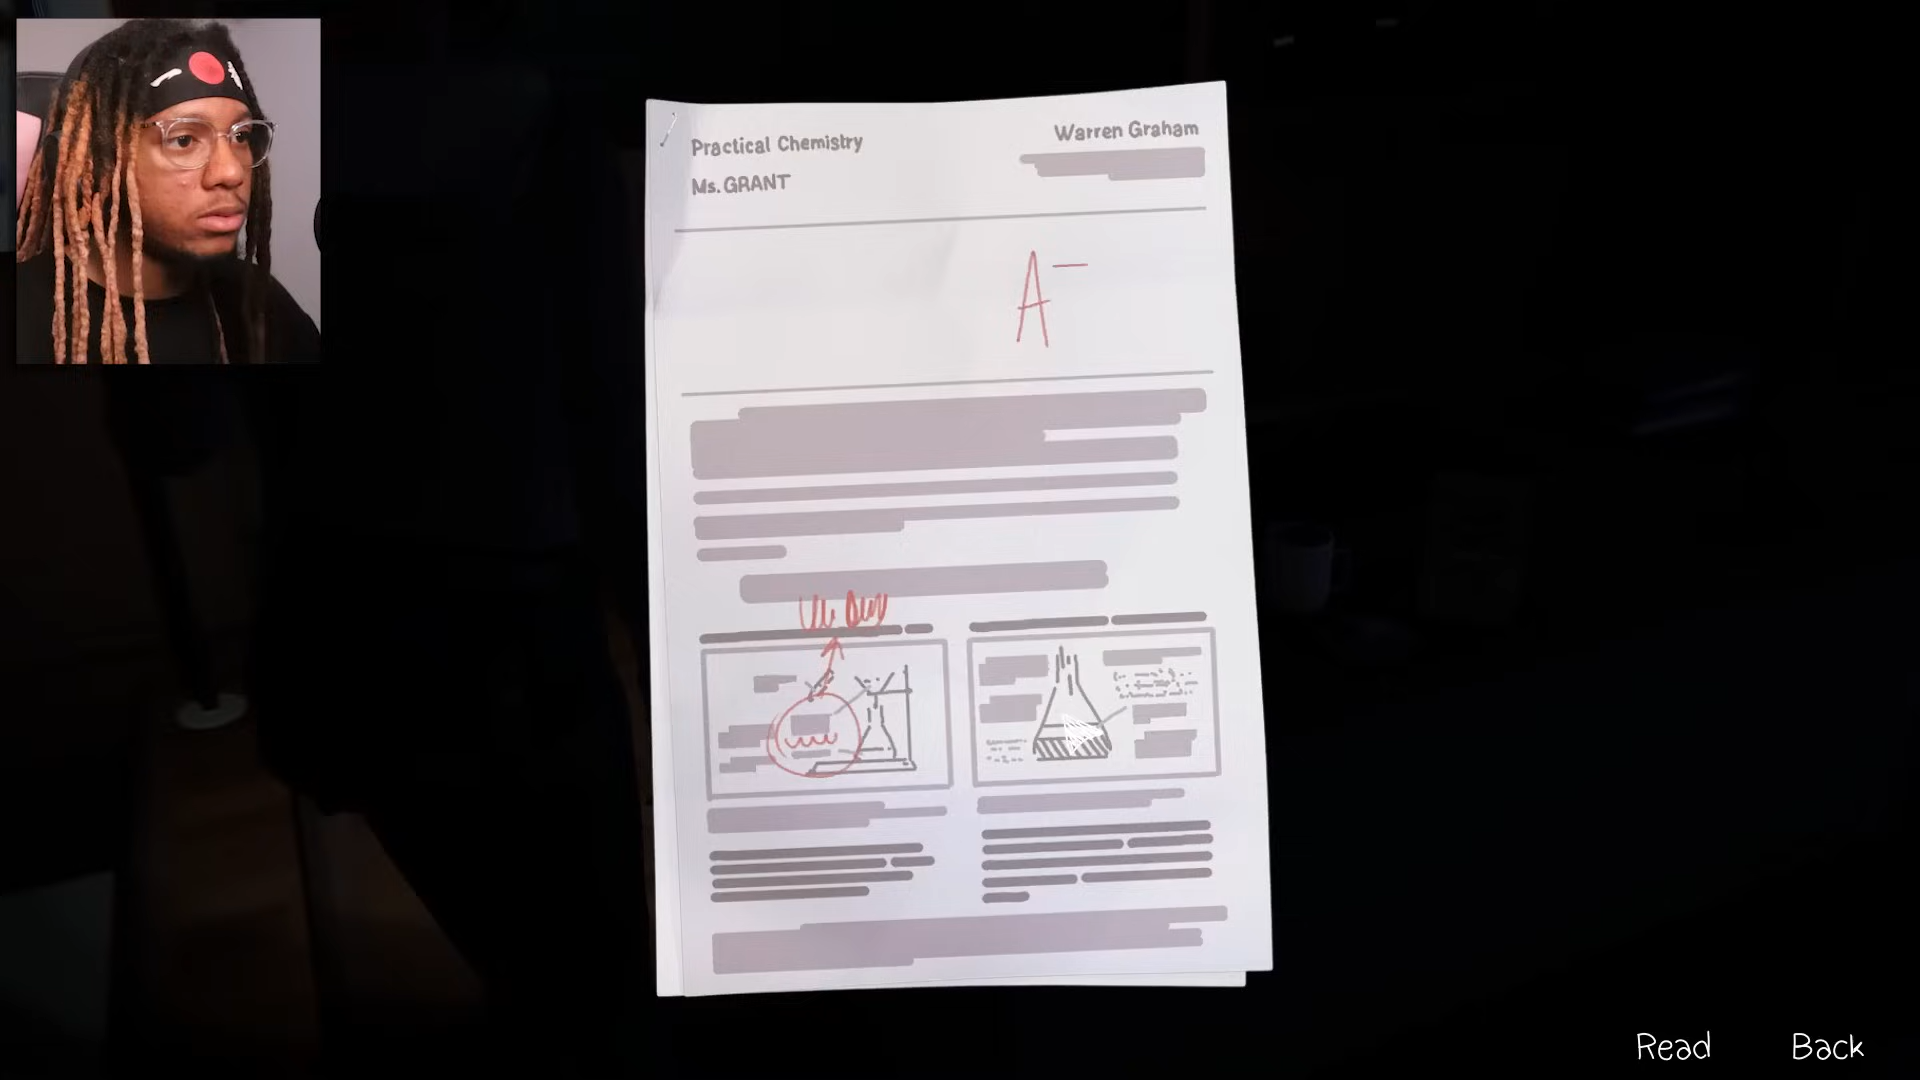 Practical Chemistry
Warren Graham
Ms. GRANT
A-
Read
Back